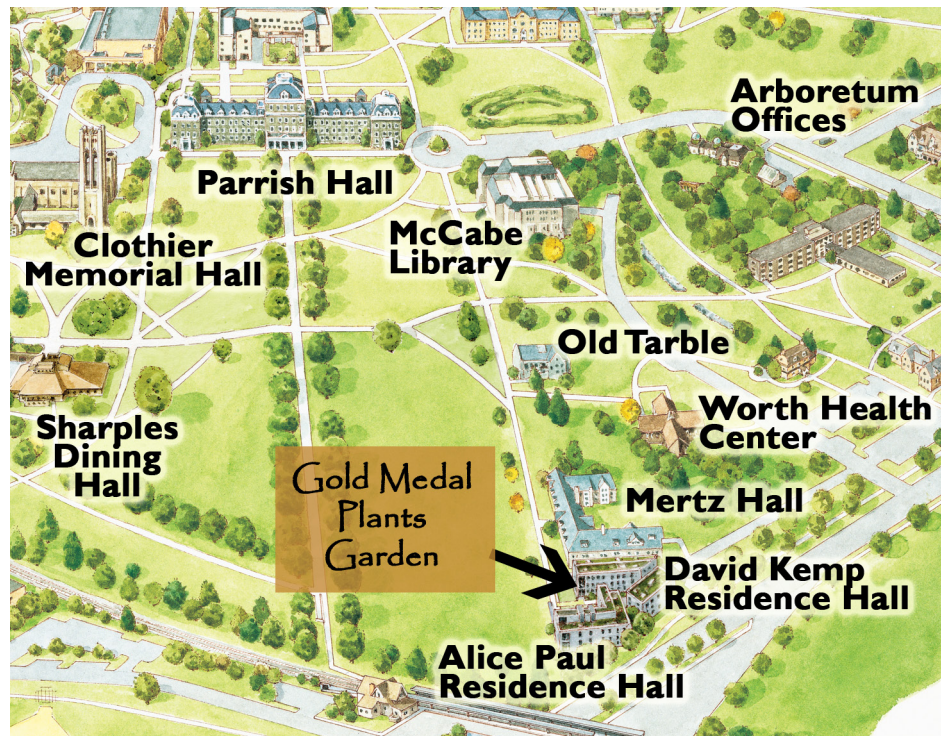 Arboretum
Offices
Parrish Hall
McCabe
Library
Clothier
Memorial Hall
Old Tarble
Sharples
Dining
Hall
Worth Health
Center
Gold Medal
Plants
Garden
Mertz Hall
David Kemp
Residence Hall
Alice Paul
Residence Hall